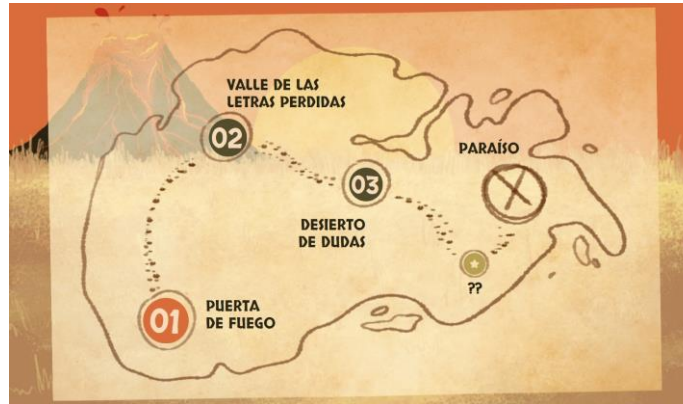 VALLE DE LAS
LETRAS PERDIDAS
02
PARAÍSO
03
X
DESIERTO
DE DUDAS
??
01
PUERTA
DE FUEGO